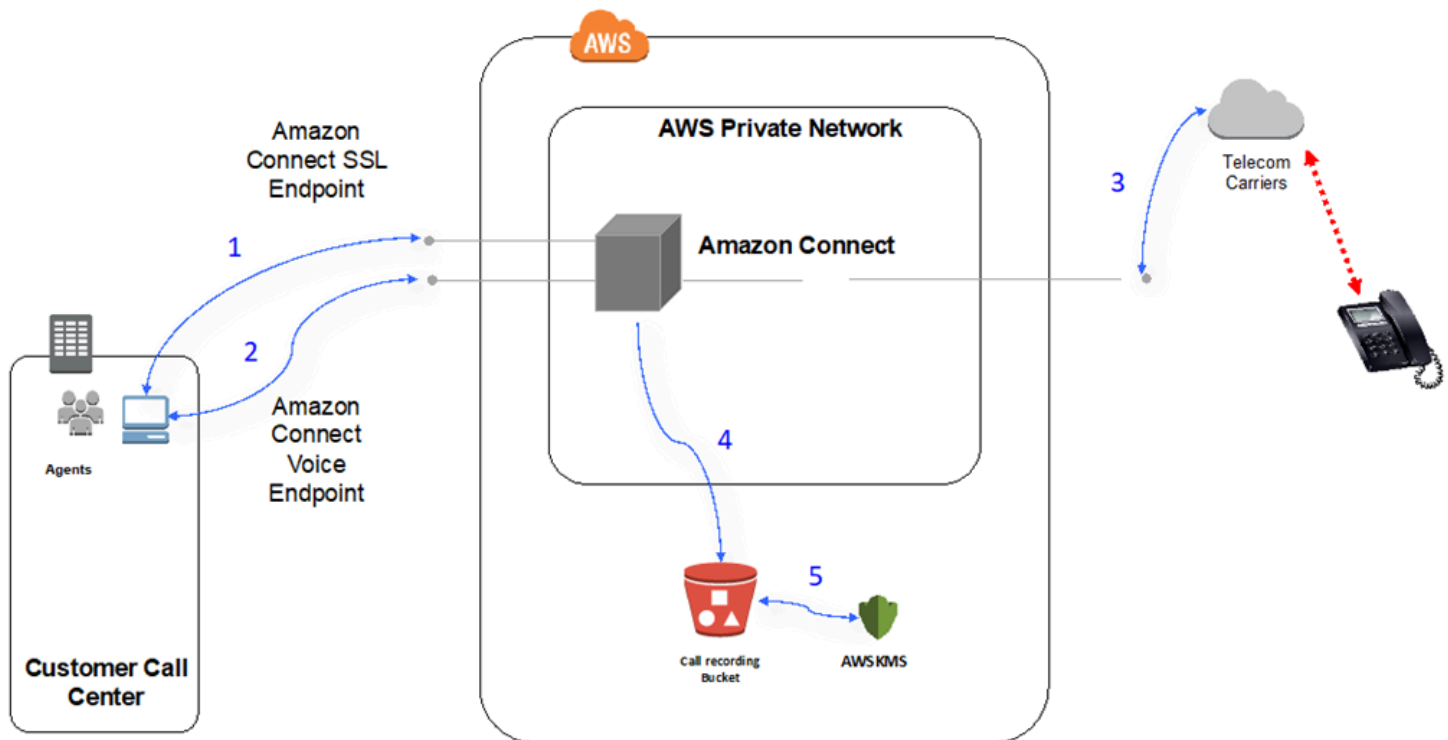 AWS
AWS Private Network
Amazon
Connect SSL
Endpoint
Telecom
Carriers
3
1
Amazon Connect
2
Amazon
Connect
Voice
Endpoint
4
Agents
5
Customer Call
Center
Call recording
Bucket
AWS KMS